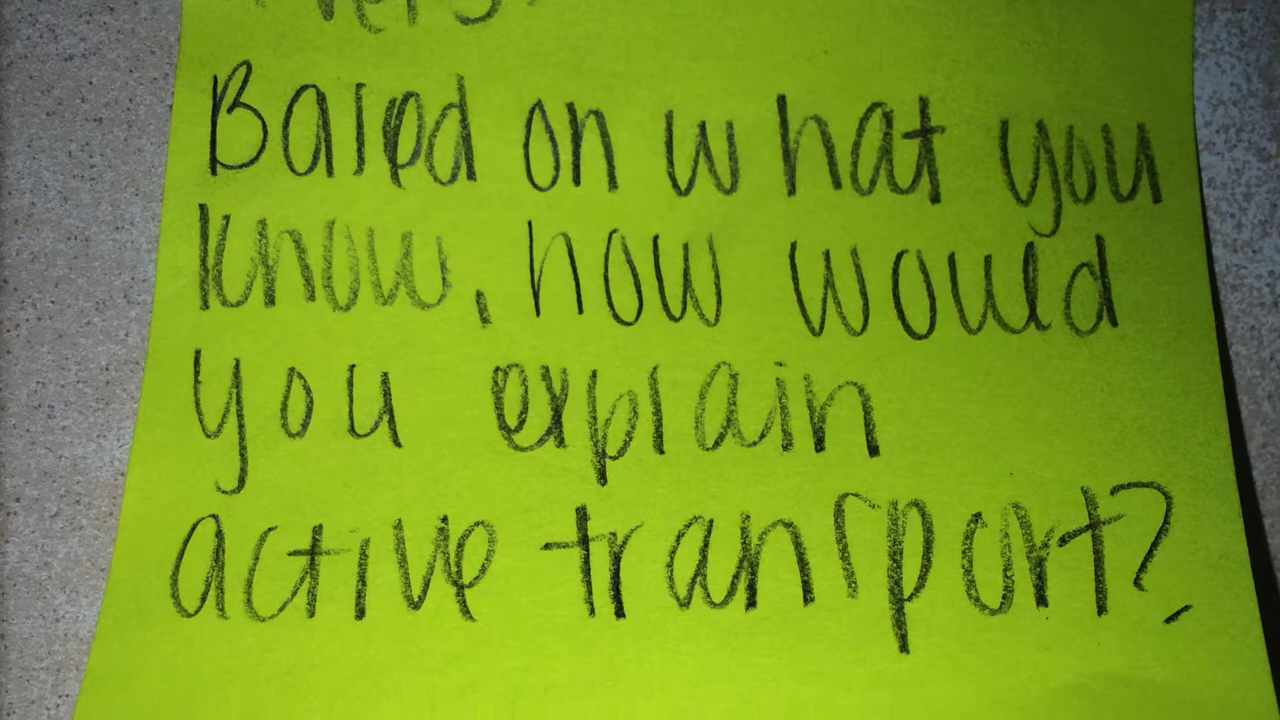 Based on what you
know, how would
you explain
active transport?